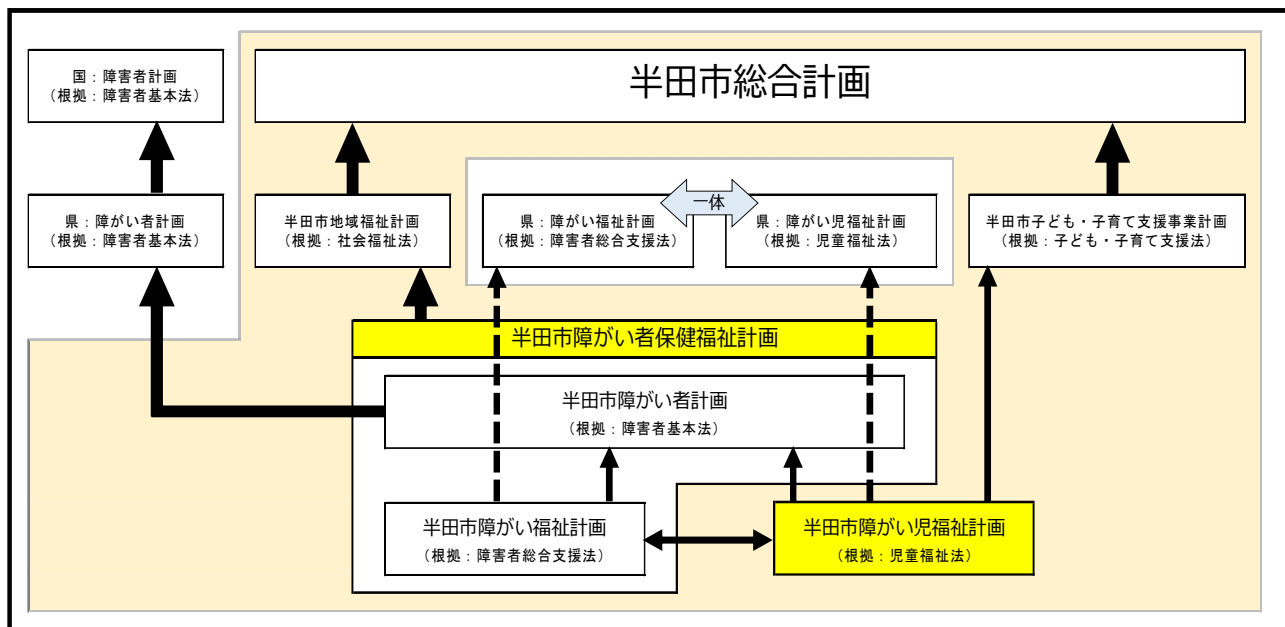 国：障害者計画
（根拠：障害者基本法）
半田市総合計画
県：障がい者計画
（根拠：障害者基本法）
半田市地域福祉計画
（根拠：社会福祉法）
県：障がい福祉計画
（根拠：障害者総合支援法）
一体
県：障がい児福祉計画
（根拠：児童福祉法）
半田市子ども・子育て支援事業計画
（根拠：子ども・子育て支援法）
半田市障がい者保健福祉計画
半田市障がい者計画
（根拠：障害者基本法）
半田市障がい福祉計画
（根拠：障害者総合支援法）
半田市障がい児福祉計画
（根拠：児童福祉法）